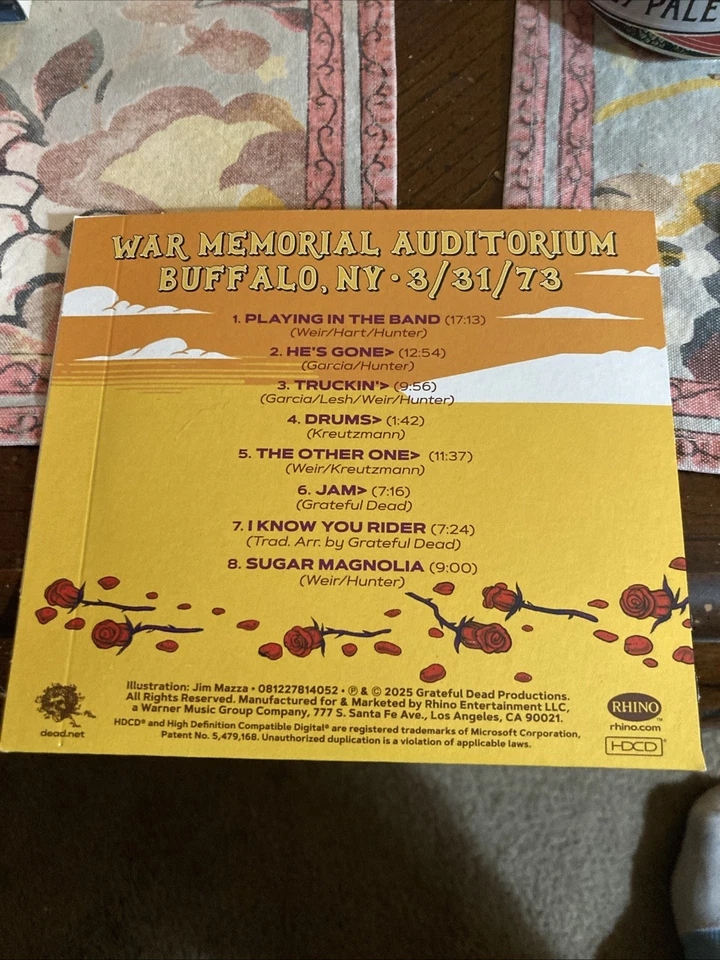 PALE
WAR MEMORIAL AUDITORIUM
BUFFALO, NY • 3/31/73
1. PLAYING IN THE BAND (17:13)
(Weir/Hart/Hunter)
2. HE'S GONE> (12:54)
(Garcia/Hunter)
3. TRUCKIN'> (9:56)
(Garcia/Lesh/Weir/Hunter)
4. DRUMS> (1:42)
(Kreutzmann)
5. THE OTHER ONE> (11:37)
(Weir/Kreutzmann)
6. JAM> (7:16)
(Grateful Dead)
7. I KNOW YOU RIDER (7:24)
(Trad. Arr. by Grateful Dead)
8. SUGAR MAGNOLIA (9:00)
(Weir/Hunter)
Illustration: Jim Mazza • 081227814052 • ℗ & © 2025 Grateful Dead Productions.
All Rights Reserved. Manufactured for & Marketed by Rhino Entertainment LLC,
a Warner Music Group Company, 777 S. Santa Fe Ave., Los Angeles, CA 90021.
HDCD® and High Definition Compatible Digital® are registered trademarks of Microsoft Corporation,
Patent No. 5,479,168. Unauthorized duplication is a violation of applicable laws.
dead.net
RHINO™
rhino.com
HDCD®